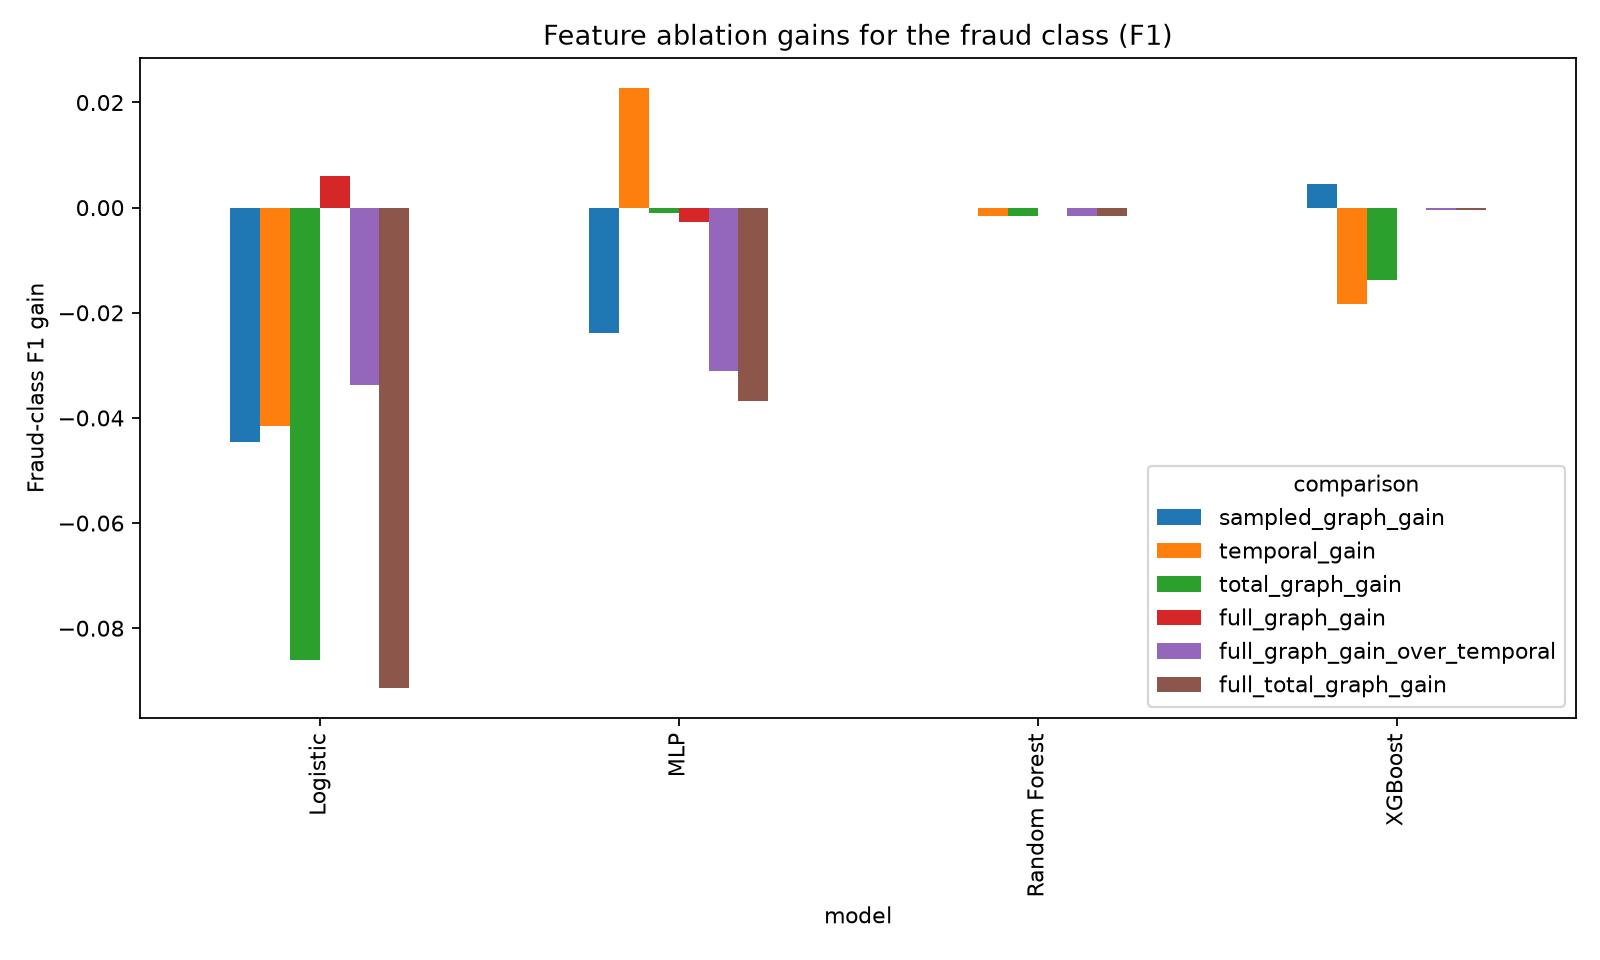 Feature ablation gains for the fraud class (F1)
Fraud-class F1 gain
0.02
0.00
−0.02
−0.04
−0.06
−0.08
comparison
sampled_graph_gain
temporal_gain
total_graph_gain
full_graph_gain
full_graph_gain_over_temporal
full_total_graph_gain
Logistic
MLP
Random Forest
XGBoost
model